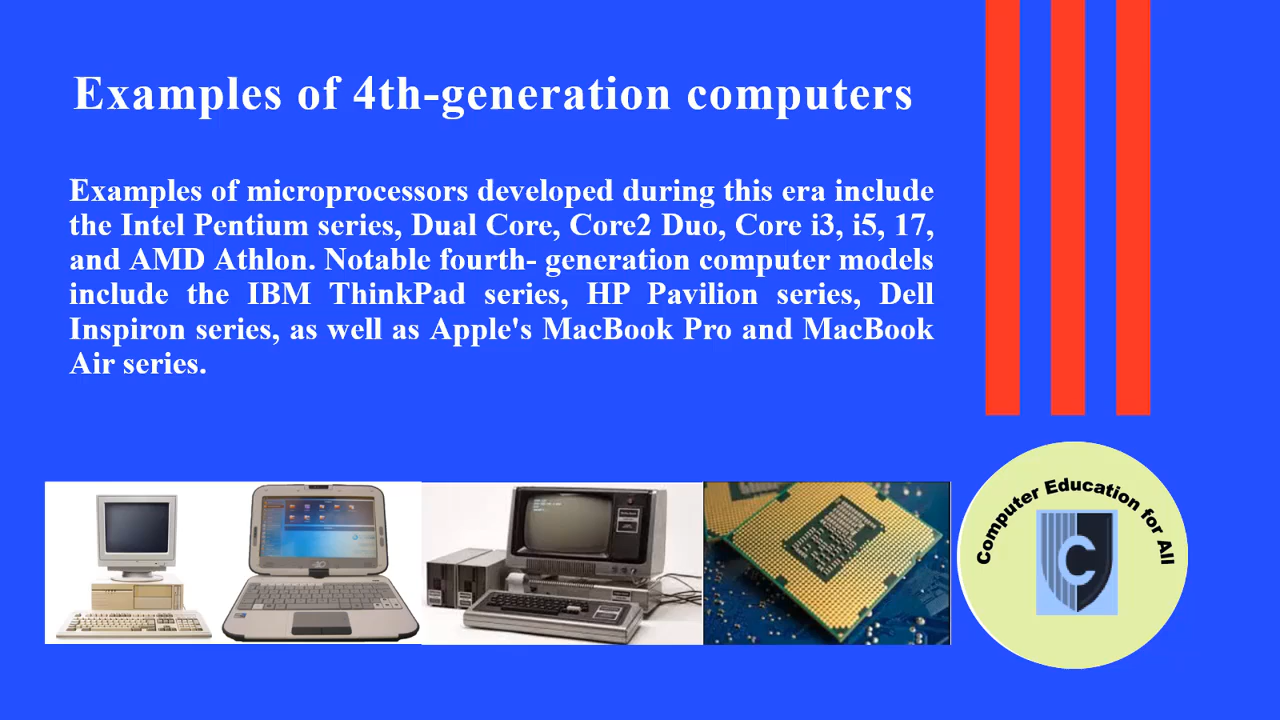 Examples of 4th-generation computers
Examples of microprocessors developed during this era include
the Intel Pentium series, Dual Core, Core2 Duo, Core i3, i5, 17,
and AMD Athlon. Notable fourth- generation computer models
include the IBM ThinkPad series, HP Pavilion series, Dell
Inspiron series, as well as Apple's MacBook Pro and MacBook
Air series.
Computer Education for All
C